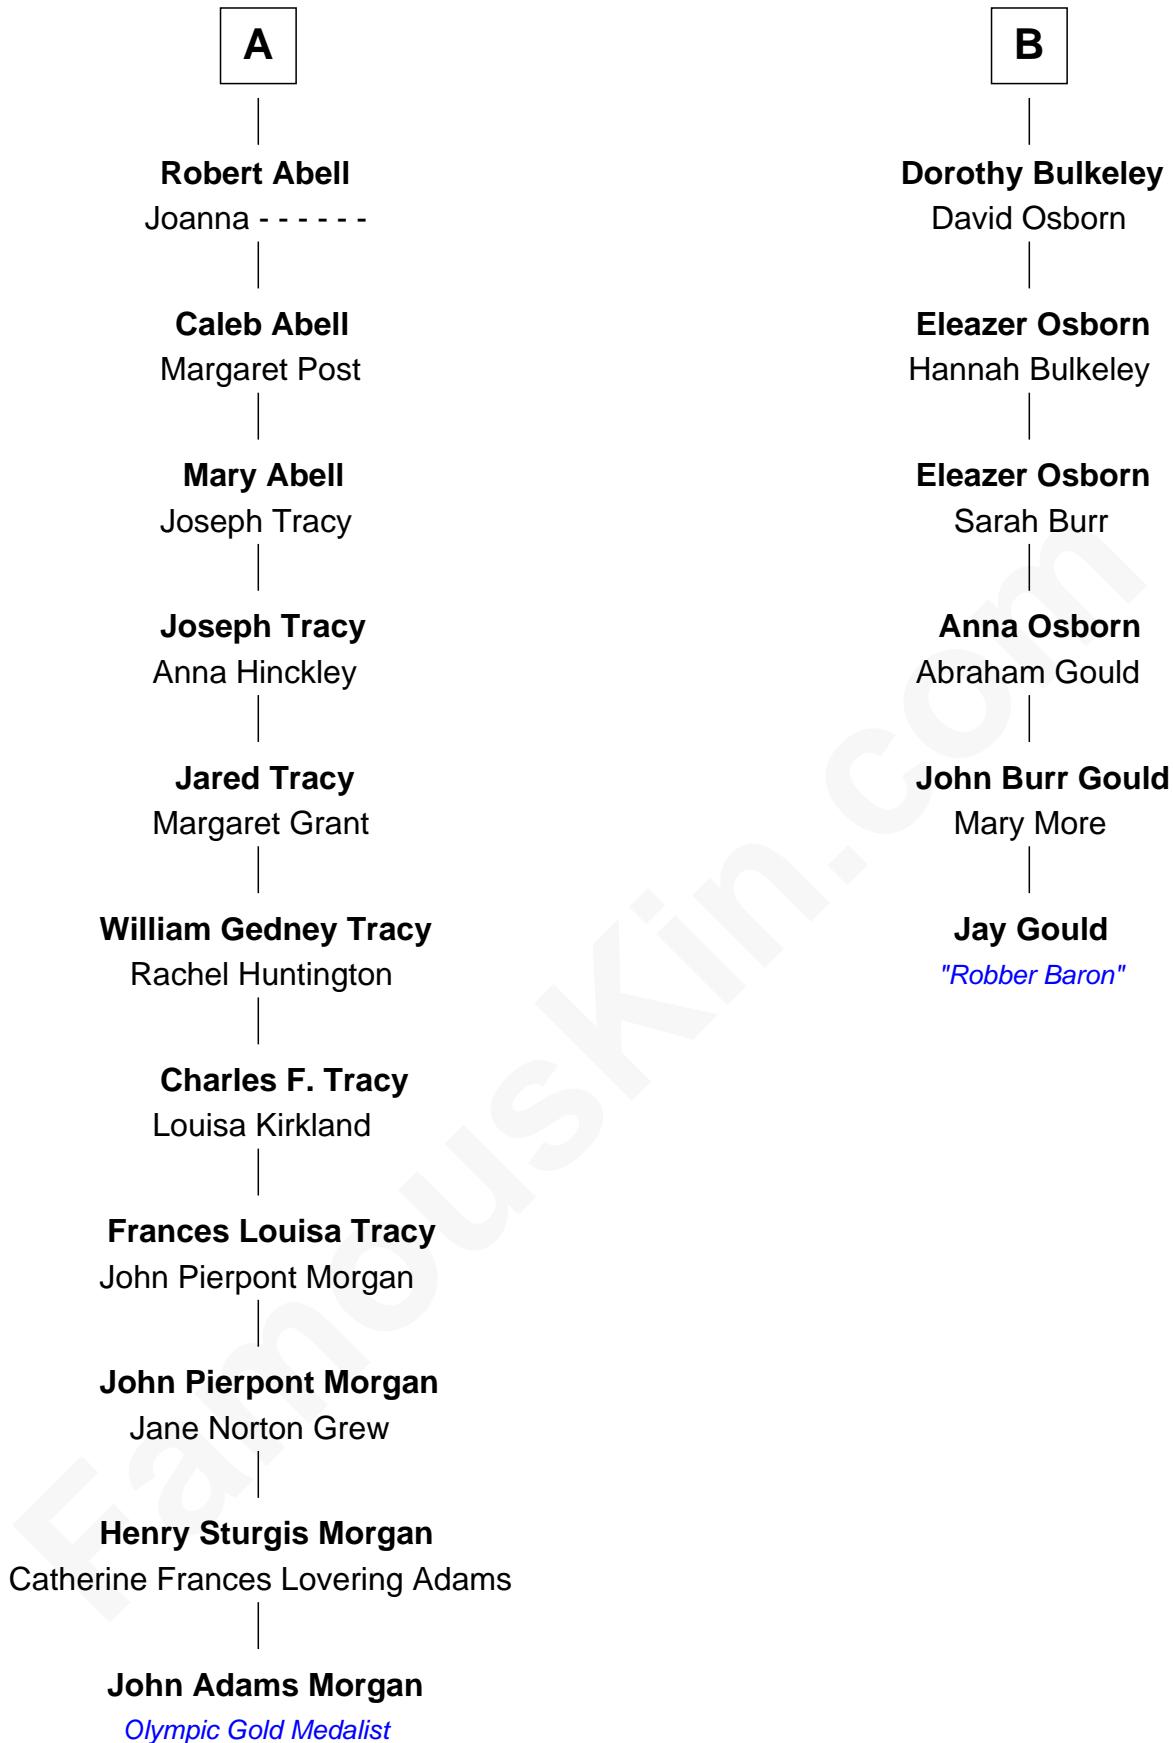 A
Robert Abell
Joanna - - - - - -
Caleb Abell
Margaret Post
Mary Abell
Joseph Tracy
Joseph Tracy
Anna Hinckley
Jared Tracy
Margaret Grant
William Gedney Tracy
Rachel Huntington
Charles F. Tracy
Louisa Kirkland
Frances Louisa Tracy
John Pierpont Morgan
John Pierpont Morgan
Jane Norton Grew
Henry Sturgis Morgan
Catherine Frances Lovering Adams
John Adams Morgan
Olympic Gold Medalist
B
Dorothy Bulkeley
David Osborn
Eleazer Osborn
Hannah Bulkeley
Eleazer Osborn
Sarah Burr
Anna Osborn
Abraham Gould
John Burr Gould
Mary More
Jay Gould
"Robber Baron"
FamousKin.com